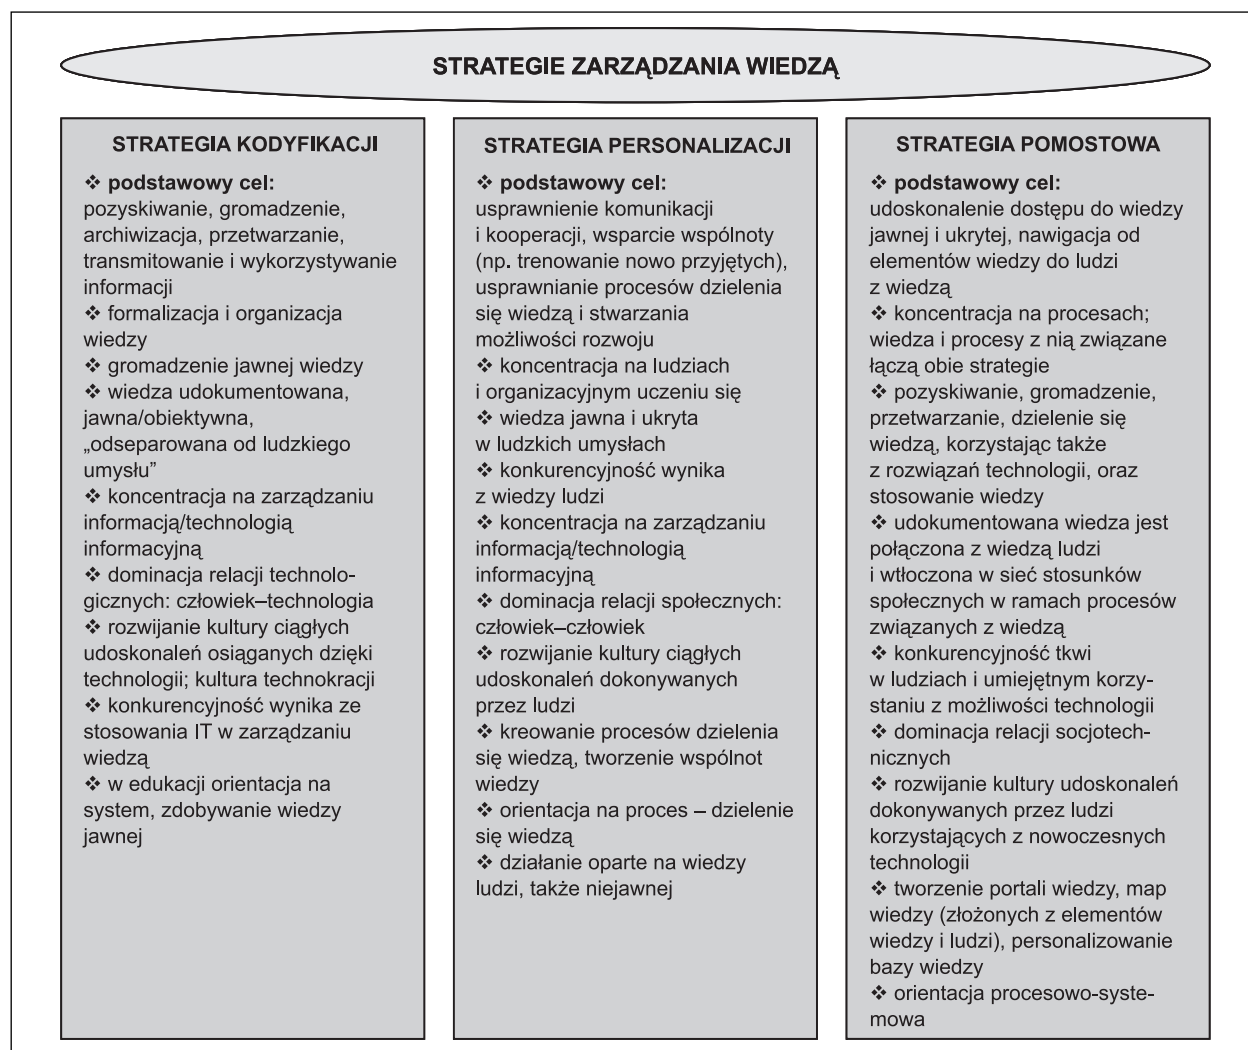 STRATEGIE ZARZĄDZANIA WIEDZĄ
STRATEGIA KODYFIKACJI
❖ podstawowy cel:
pozyskiwanie, gromadzenie,
archiwizacja, przetwarzanie,
transmitowanie i wykorzystywanie
informacji
❖ formalizacja i organizacja
wiedzy
❖ gromadzenie jawnej wiedzy
❖ wiedza udokumentowana,
jawna/obiektywna,
„odseparowana od ludzkiego
umysłu”
❖ koncentracja na zarządzaniu
informacją/technologią
informacyjną
❖ dominacja relacji technolo-
gicznych: człowiek–technologia
❖ rozwijanie kultury ciągłych
udoskonaleń osiąganych dzięki
technologii; kultura technokracji
❖ konkurencyjność wynika ze
stosowania IT w zarządzaniu
wiedzą
❖ w edukacji orientacja na
system, zdobywanie wiedzy
jawnej
STRATEGIA PERSONALIZACJI
❖ podstawowy cel:
usprawnienie komunikacji
i kooperacji, wsparcie wspólnoty
(np. trenowanie nowo przyjętych),
usprawnianie procesów dzielenia
się wiedzą i stwarzania
możliwości rozwoju
❖ koncentracja na ludziach
i organizacyjnym uczeniu się
❖ wiedza jawna i ukryta
w ludzkich umysłach
❖ konkurencyjność wynika
z wiedzy ludzi
❖ koncentracja na zarządzaniu
informacją/technologią
informacyjną
❖ dominacja relacji społecznych:
człowiek–człowiek
❖ rozwijanie kultury ciągłych
udoskonaleń dokonywanych
przez ludzi
❖ kreowanie procesów dzielenia
się wiedzą, tworzenie wspólnot
wiedzy
❖ orientacja na proces – dzielenie
się wiedzą
❖ działanie oparte na wiedzy
ludzi, także niejawnej
STRATEGIA POMOSTOWA
❖ podstawowy cel:
udoskonalenie dostępu do wiedzy
jawnej i ukrytej, nawigacja od
elementów wiedzy do ludzi
z wiedzą
❖ koncentracja na procesach;
wiedza i procesy z nią związane
łączą obie strategie
❖ pozyskiwanie, gromadzenie,
przetwarzanie, dzielenie się
wiedzą, korzystając także
z rozwiązań technologii, oraz
stosowanie wiedzy
❖ udokumentowana wiedza jest
połączona z wiedzą ludzi
i wtłoczona w sieć stosunków
społecznych w ramach procesów
związanych z wiedzą
❖ konkurencyjność tkwi
w ludziach i umiejętnym korzy-
staniu z możliwości technologii
❖ dominacja relacji socjotech-
nicznych
❖ rozwijanie kultury udoskonaleń
dokonywanych przez ludzi
korzystających z nowoczesnych
technologii
❖ tworzenie portali wiedzy, map
wiedzy (złożonych z elementów
wiedzy i ludzi), personalizowanie
bazy wiedzy
❖ orientacja procesowo-syste-
mowa